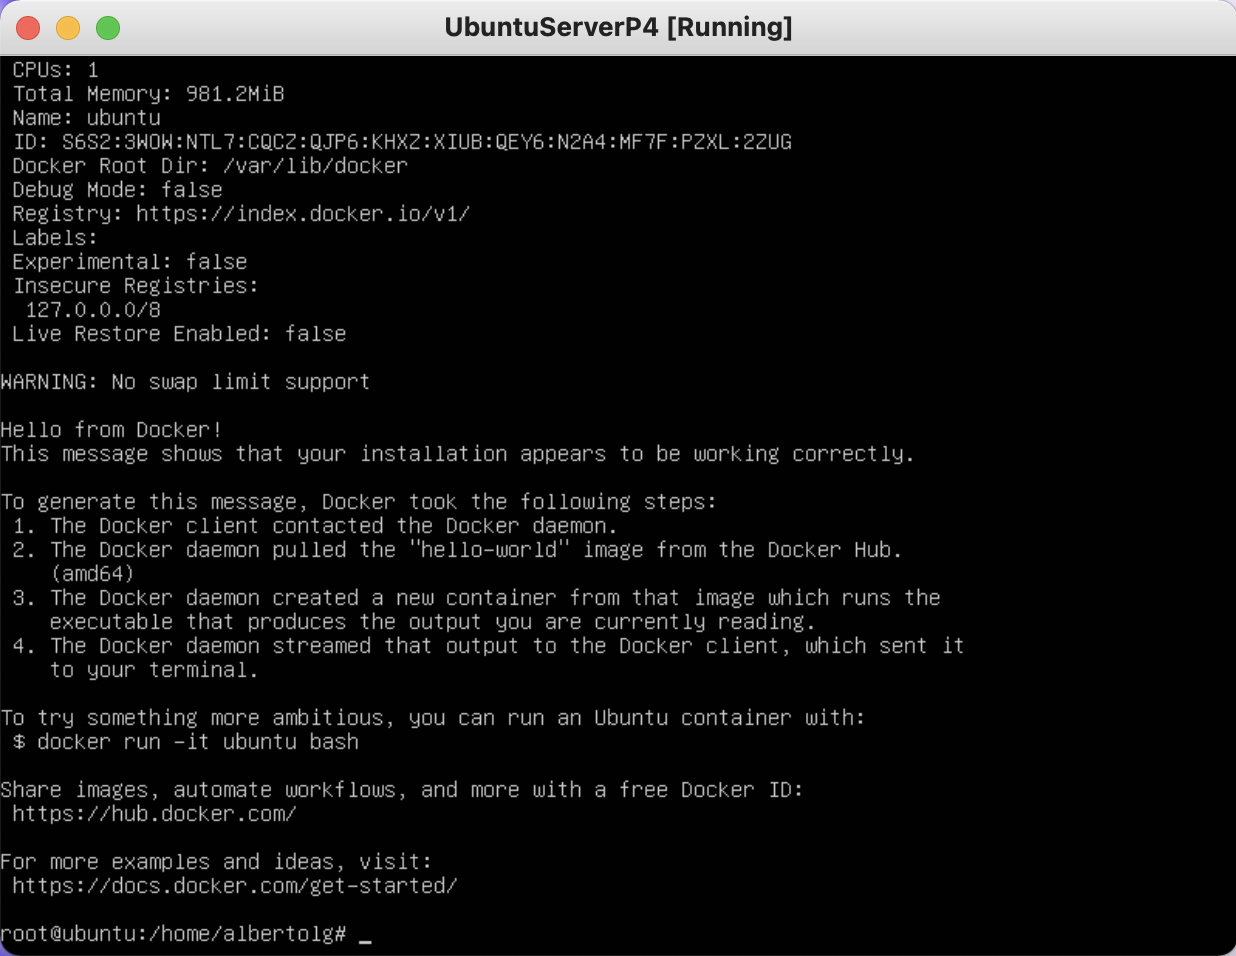 UbuntuServerP4 [Running]
CPUs: 1
Total Memory: 981.2MiB
Name: ubuntu
ID: S6S2:3WOW:NTL7:CQCZ:QJP6:KHXZ:XIUB:QEY6:N2A4:MF7F:PZXL:2ZUG
Docker Root Dir: /var/lib/docker
Debug Mode: false
Registry: https://index.docker.io/v1/
Labels:
Experimental: false
Insecure Registries:
127.0.0.0/8
Live Restore Enabled: false
WARNING: No swap limit support
Hello from Docker!
This message shows that your installation appears to be working correctly.
To generate this message, Docker took the following steps:
1. The Docker client contacted the Docker daemon.
2. The Docker daemon pulled the "hello-world" image from the Docker Hub.
(amd64)
3. The Docker daemon created a new container from that image which runs the
executable that produces the output you are currently reading.
4. The Docker daemon streamed that output to the Docker client, which sent it
to your terminal.
To try something more ambitious, you can run an Ubuntu container with:
$ docker run -it ubuntu bash
Share images, automate workflows, and more with a free Docker ID:
https://hub.docker.com/
For more examples and ideas, visit:
https://docs.docker.com/get-started/
root@ubuntu:/home/albertolg# _